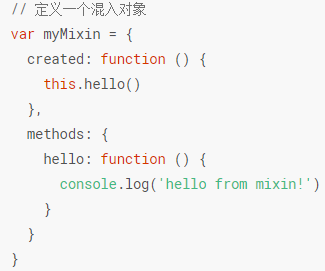 // 定义一个混入对象
var myMixin = {
  created: function () {
    this.hello()
  },
  methods: {
    hello: function () {
      console.log('hello from mixin!')
    }
  }
}